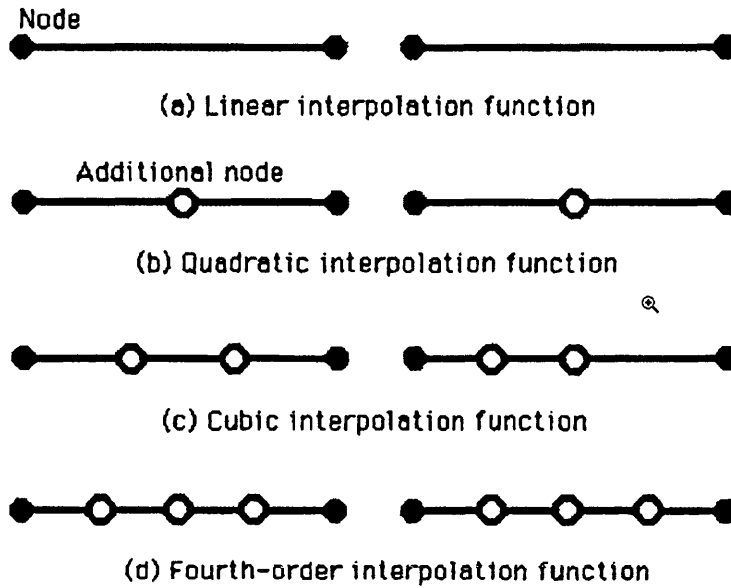 Node
(a) Linear interpolation function
Additional node
(b) Quadratic interpolation function
(c) Cubic interpolation function
(d) Fourth-order interpolation function